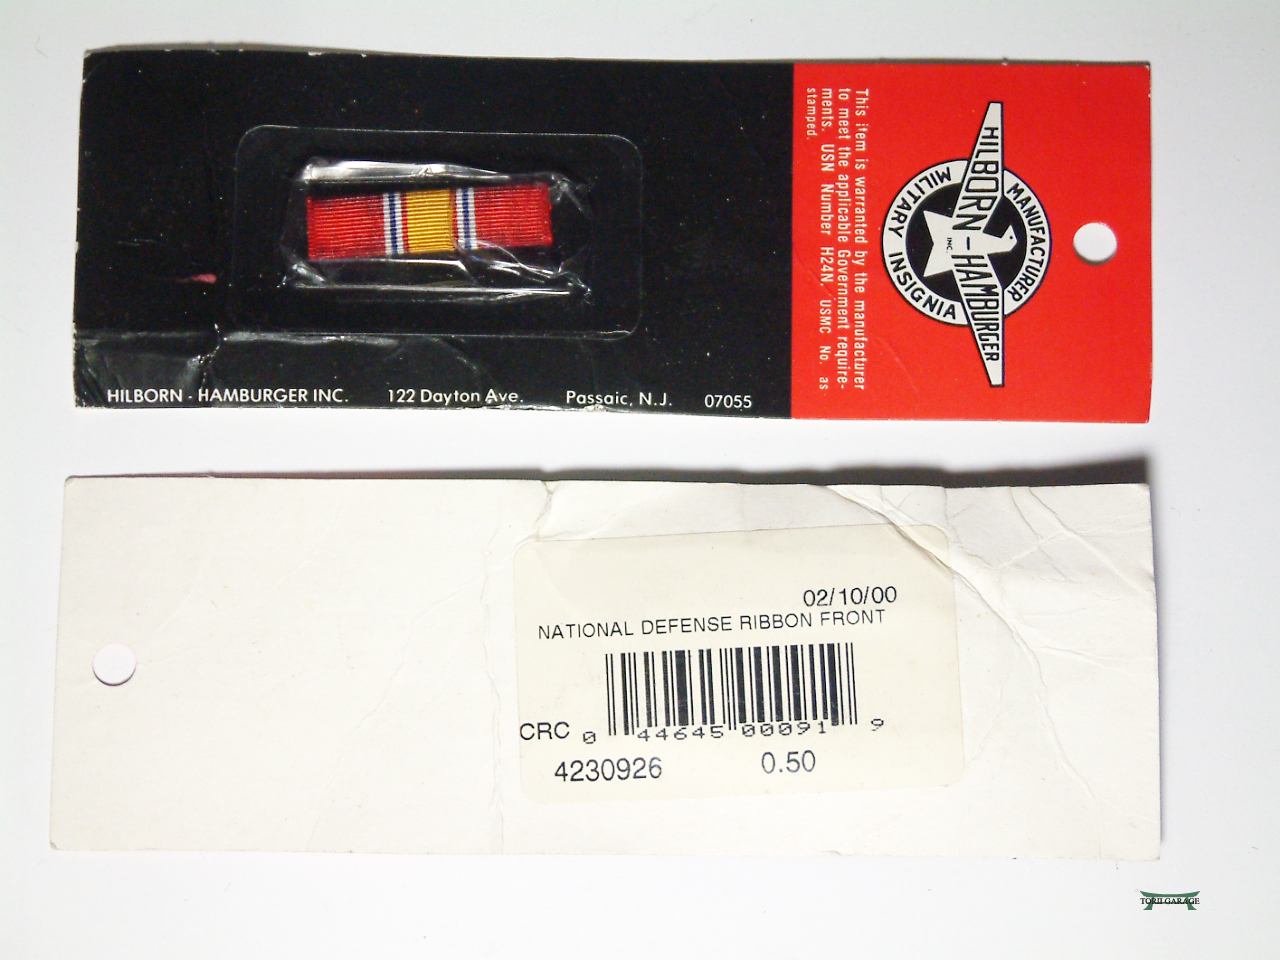 This item is warranted by the manufacturer
to meet the applicable Government require-
ments. USN Number H24N. USMC No. as
stamped.
MANUFACTURER
HILBORN-HAMBURGER
INC.
MILITARY INSIGNIA
HILBORN - HAMBURGER INC. 122 Dayton Ave. Passaic, N.J. 07055
02/10/00
NATIONAL DEFENSE RIBBON FRONT
CRC 0 44645 00091 9
4230926 0.50
TORII GARAGE